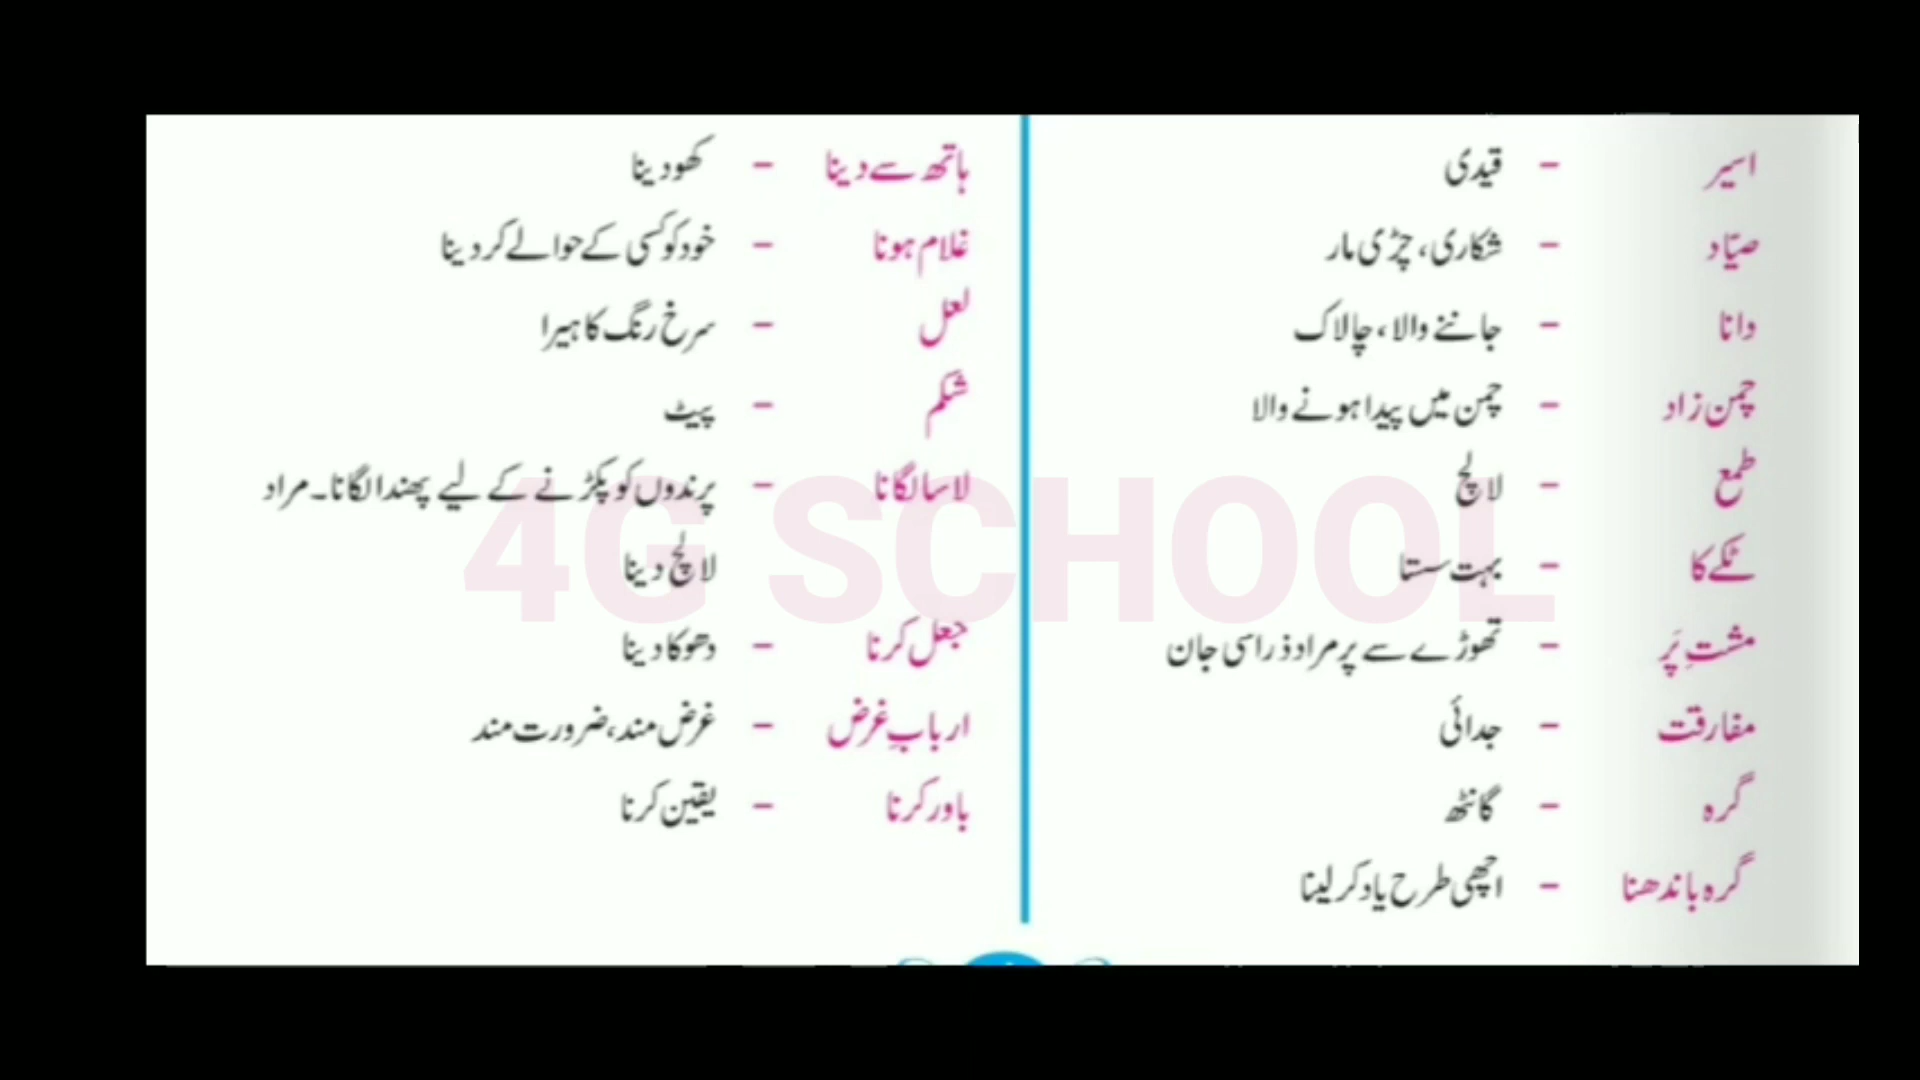 اسیر - قیدی
صیّاد - شکاری، چڑی مار
دانا - جاننے والا، چالاک
چمن زاد - چمن میں پیدا ہونے والا
طمع - لالچ
ٹکے کا - بہت سستا
مشتِ پَر - تھوڑے سے پر مراد ذرا سی جان
مفارقت - جدائی
گرہ - گانٹھ
گرہ باندھنا - اچھی طرح یاد کر لینا
ہاتھ سے دینا - کھو دینا
غلام ہونا - خود کو کسی کے حوالے کر دینا
لعل - سرخ رنگ کا ہیرا
شکم - پیٹ
لاسا لگانا - پرندوں کو پکڑنے کے لیے پھندا لگانا۔ مراد
لالچ دینا
جعل کرنا - دھوکا دینا
اربابِ غرض - غرض مند، ضرورت مند
باور کرنا - یقین کرنا
4G SCHOOL